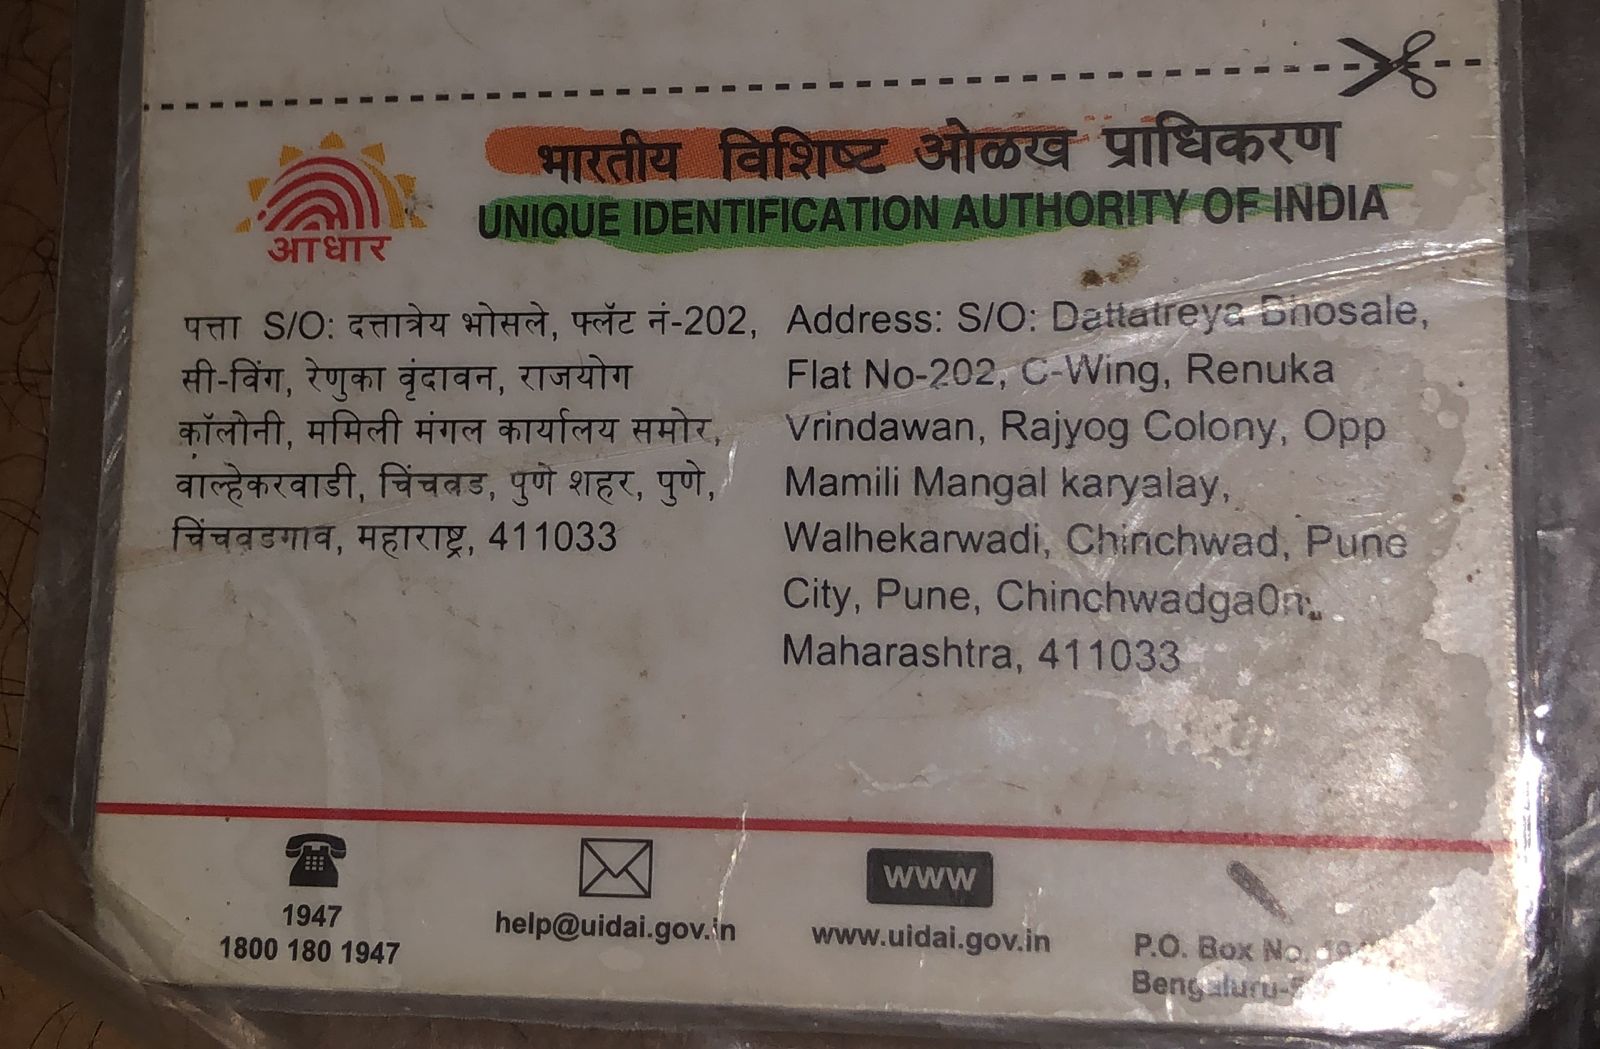 भारतीय विशिष्ट ओळख प्राधिकरण
UNIQUE IDENTIFICATION AUTHORITY OF INDIA
आधार
पत्ता S/O: दत्तात्रेय भोसले, फ्लॅट नं-202,
सी-विंग, रेणुका वृंदावन, राजयोग
कॉलोनी, ममिली मंगल कार्यालय समोर,
वाल्हेकरवाडी, चिंचवड, पुणे शहर, पुणे,
चिंचवडगाव, महाराष्ट्र, 411033
Address: S/O: Dattatreya Bhosale,
Flat No-202, C-Wing, Renuka
Vrindawan, Rajyog Colony, Opp
Mamili Mangal karyalay,
Walhekarwadi, Chinchwad, Pune
City, Pune, Chinchwadga0n,
Maharashtra, 411033
1947
1800 180 1947
help@uidai.gov.in
www
www.uidai.gov.in
P.O. Box No.
Bengaluru-